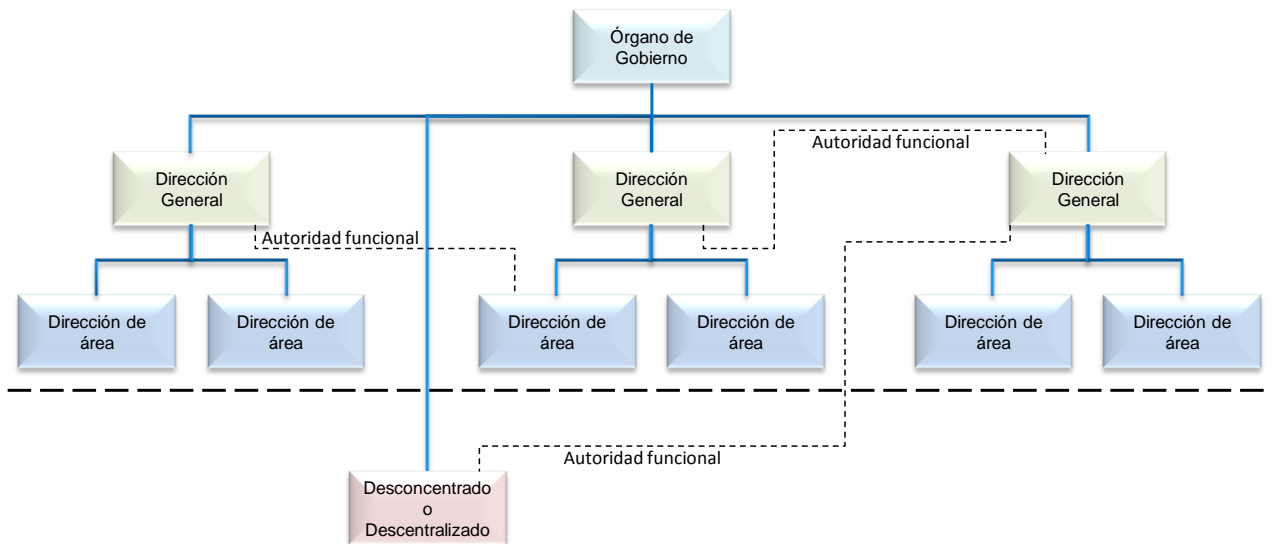 Órgano de
Gobierno
Autoridad funcional
Dirección
General
Dirección
General
Dirección
General
Autoridad funcional
Dirección de
área
Dirección de
área
Dirección de
área
Dirección de
área
Dirección de
área
Dirección de
área
Autoridad funcional
Desconcentrado
o
Descentralizado